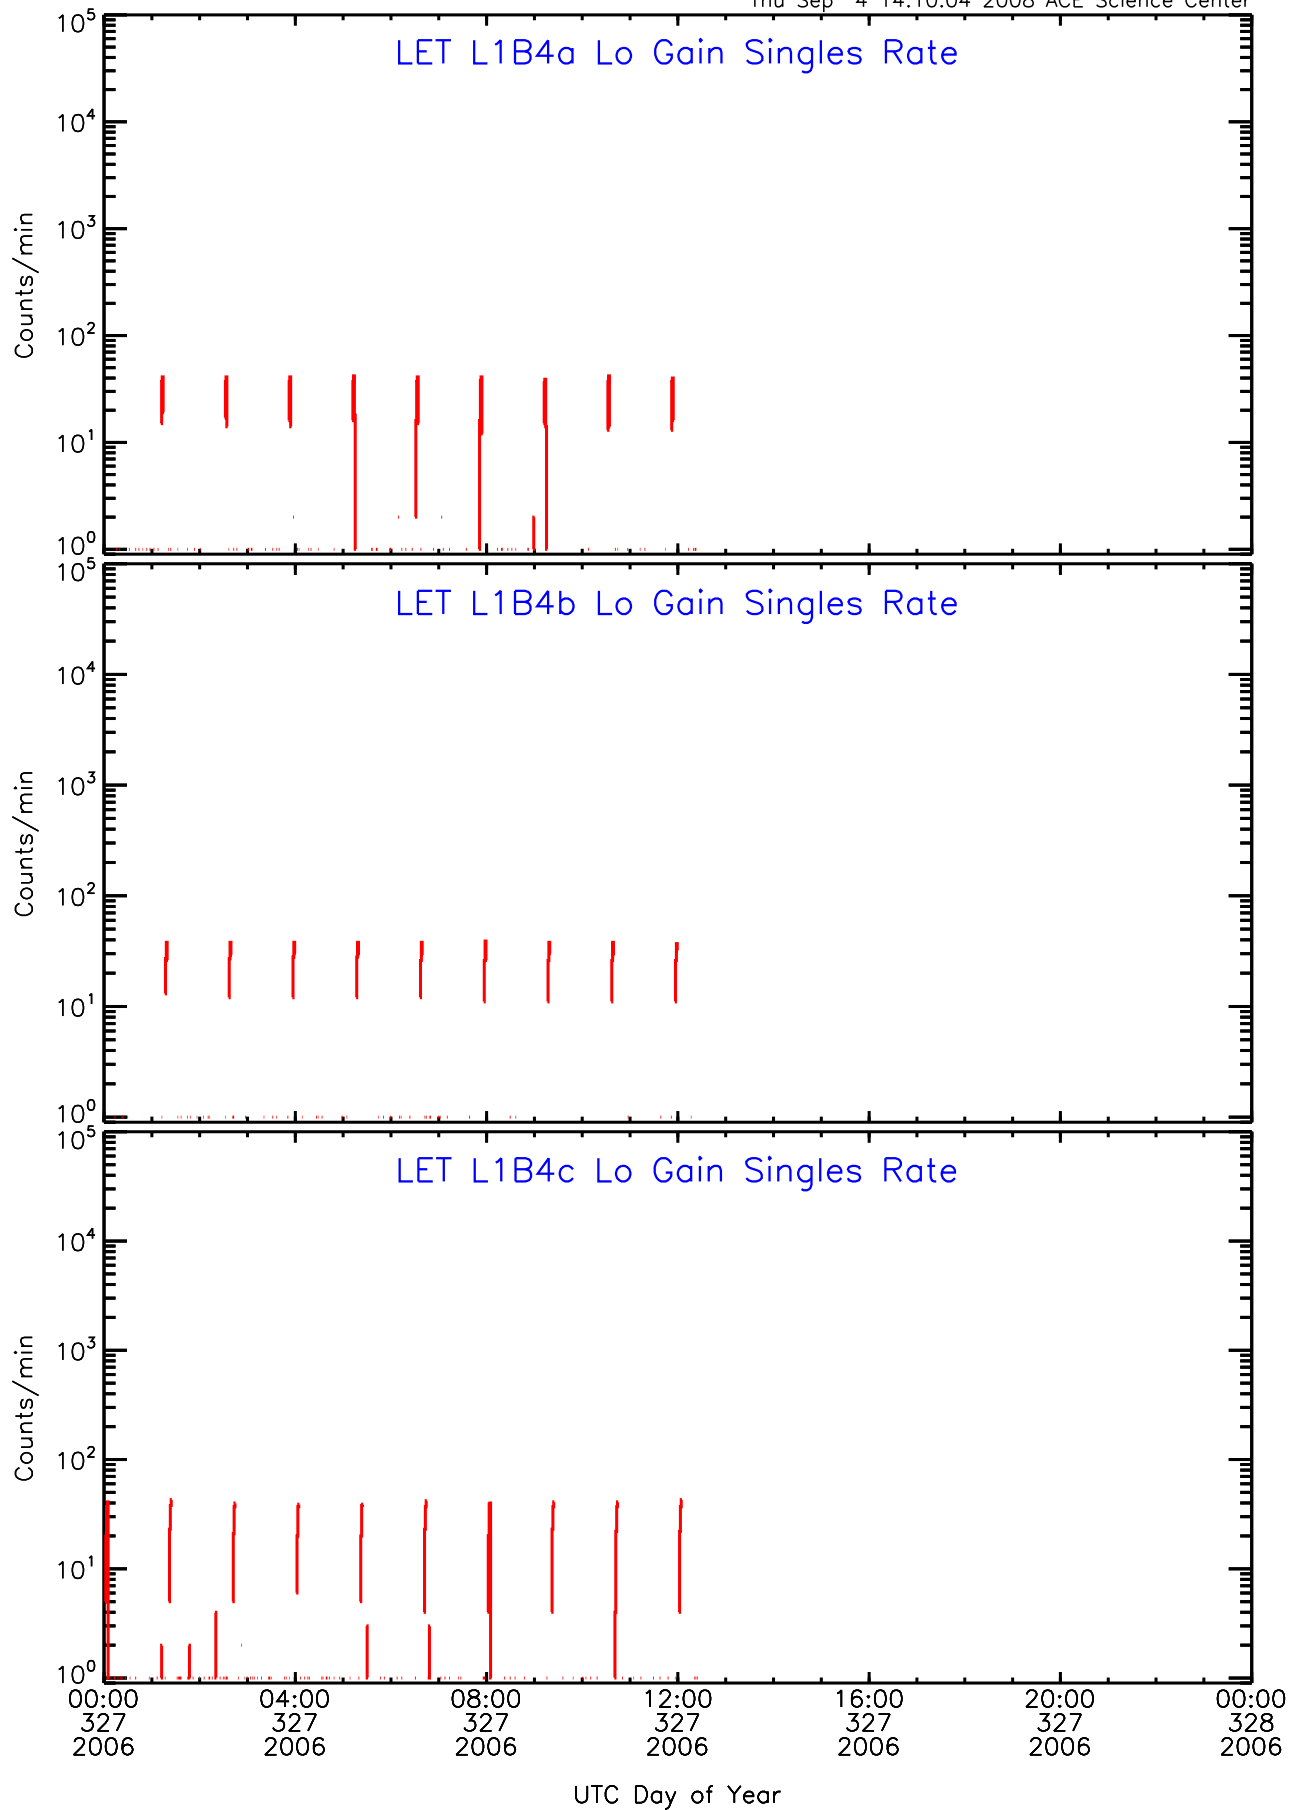 Thu Sep 4 14:10:04 2008 ACE Science Center
LET L1B4a Lo Gain Singles Rate
10^5
10^4
10^3
10^2
10^1
10^0
Counts/min
LET L1B4b Lo Gain Singles Rate
10^5
10^4
10^3
10^2
10^1
10^0
Counts/min
LET L1B4c Lo Gain Singles Rate
10^5
10^4
10^3
10^2
10^1
10^0
Counts/min
00:00 04:00 08:00 12:00 16:00 20:00 00:00
327 327 327 327 327 327 328
2006 2006 2006 2006 2006 2006 2006
UTC Day of Year